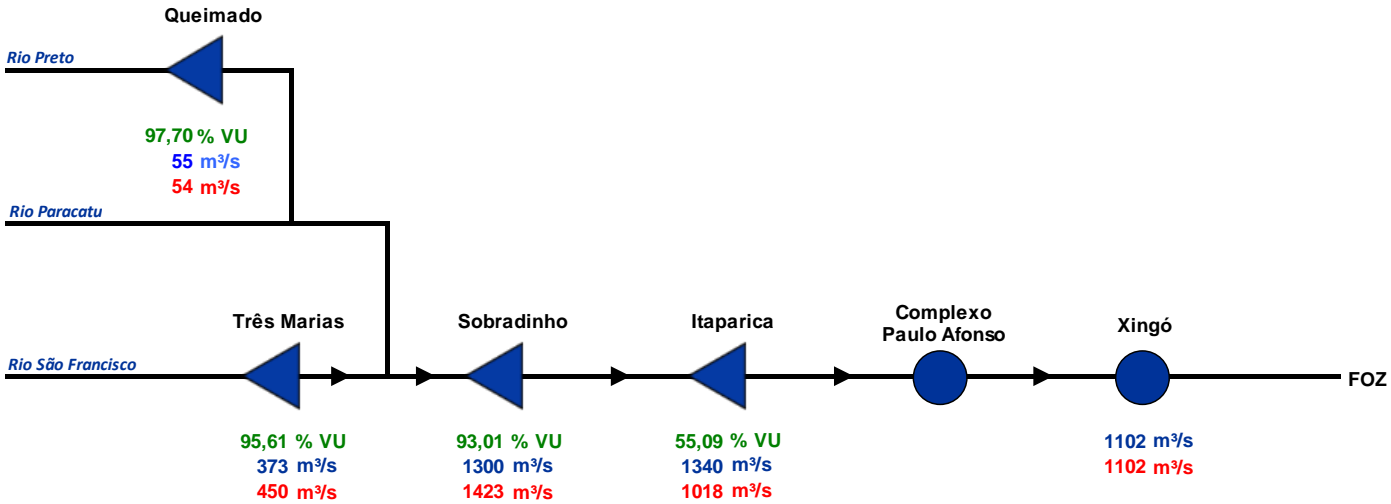 Queimado
Rio Preto
97,70 % VU
55 m³/s
54 m³/s
Rio Paracatu
Três Marias
Sobradinho
Itaparica
Complexo
Paulo Afonso
Xingó
Rio São Francisco
FOZ
95,61 % VU
373 m³/s
450 m³/s
93,01 % VU
1300 m³/s
1423 m³/s
55,09 % VU
1340 m³/s
1018 m³/s
1102 m³/s
1102 m³/s